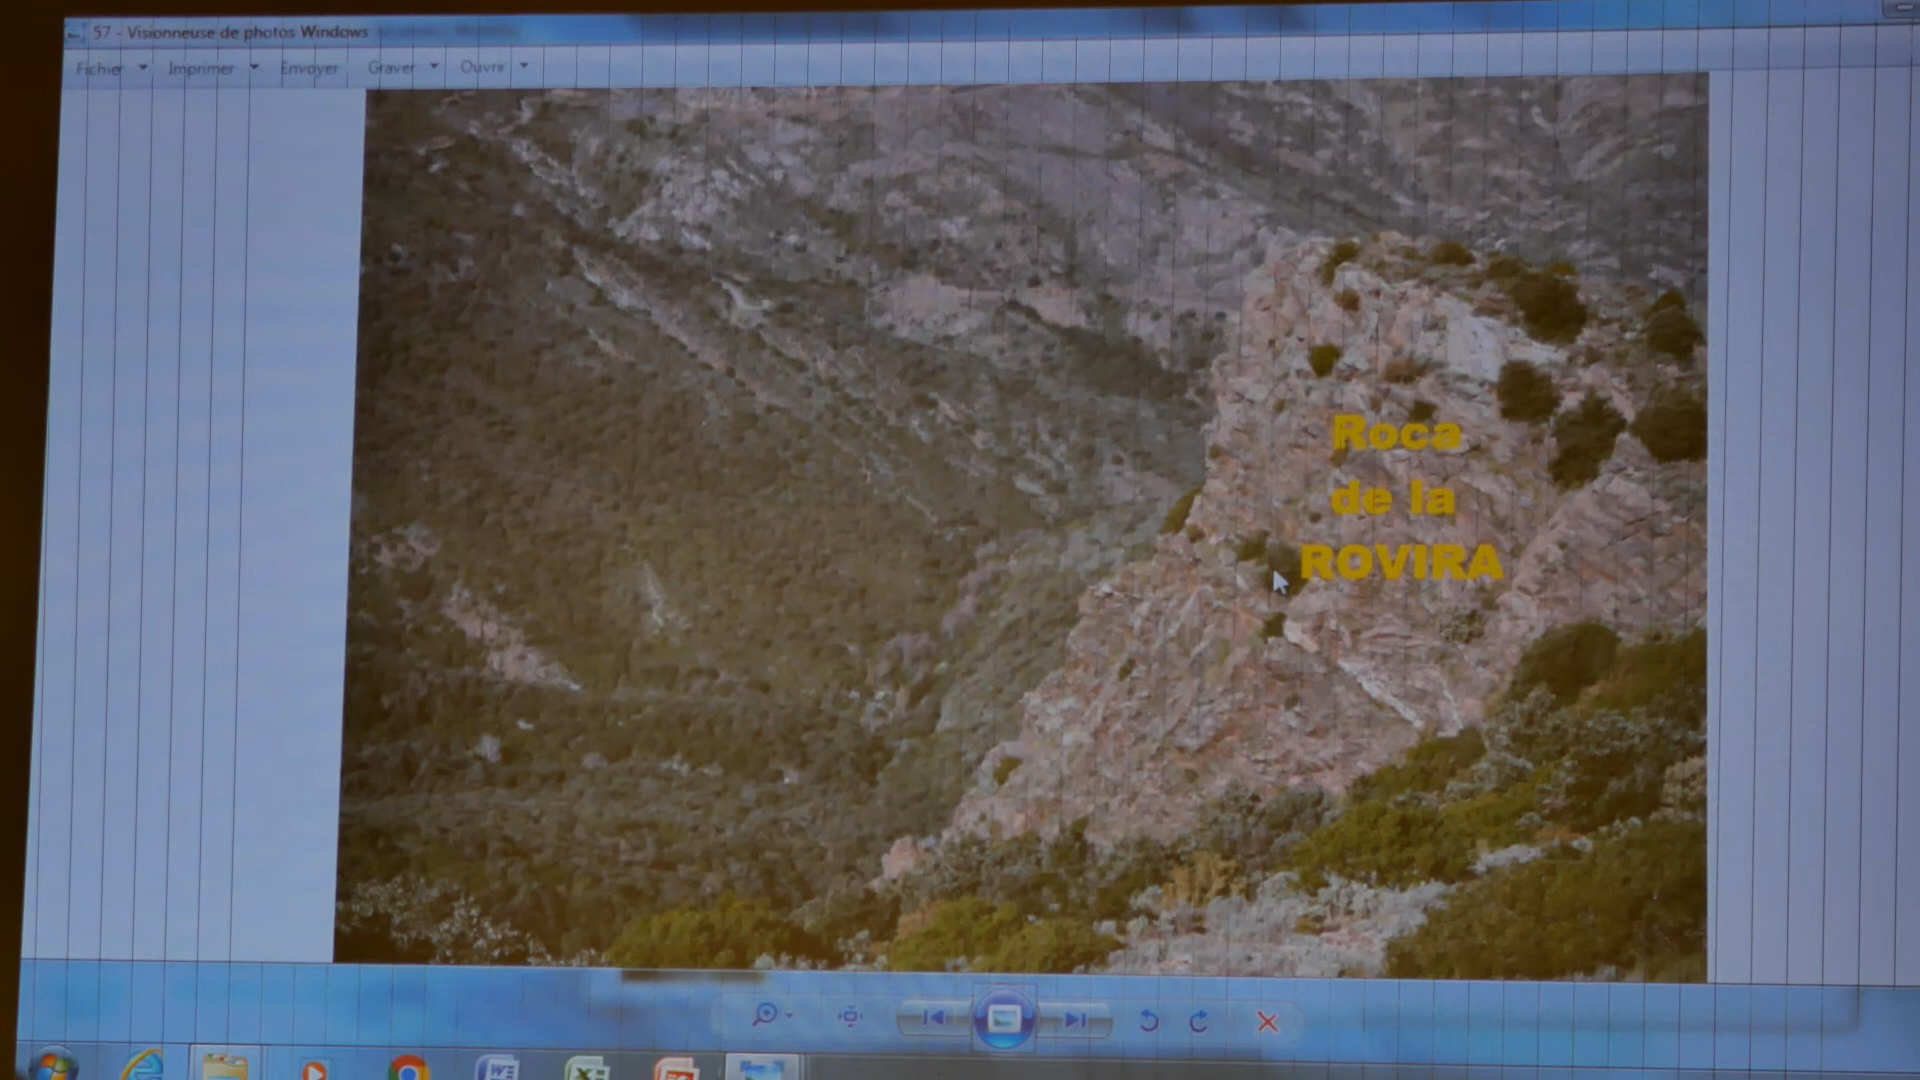 57 - Visionneuse de photos Windows
Fichier Imprimer Envoyer Graver Ouvrir
Roca
de la
ROVIRA